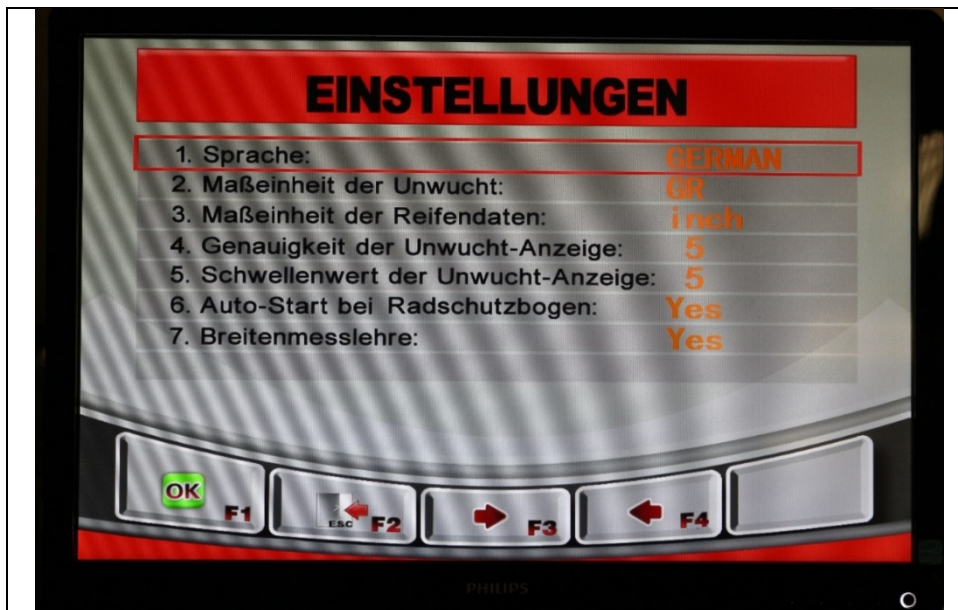 EINSTELLUNGEN
1. Sprache: GERMAN
2. Maßeinheit der Unwucht: GR
3. Maßeinheit der Reifendaten: inch
4. Genauigkeit der Unwucht-Anzeige: 5
5. Schwellenwert der Unwucht-Anzeige: 5
6. Auto-Start bei Radschutzbogen: Yes
7. Breitenmesslehre: Yes
OK F1
ESC F2
F3
F4
PHILIPS